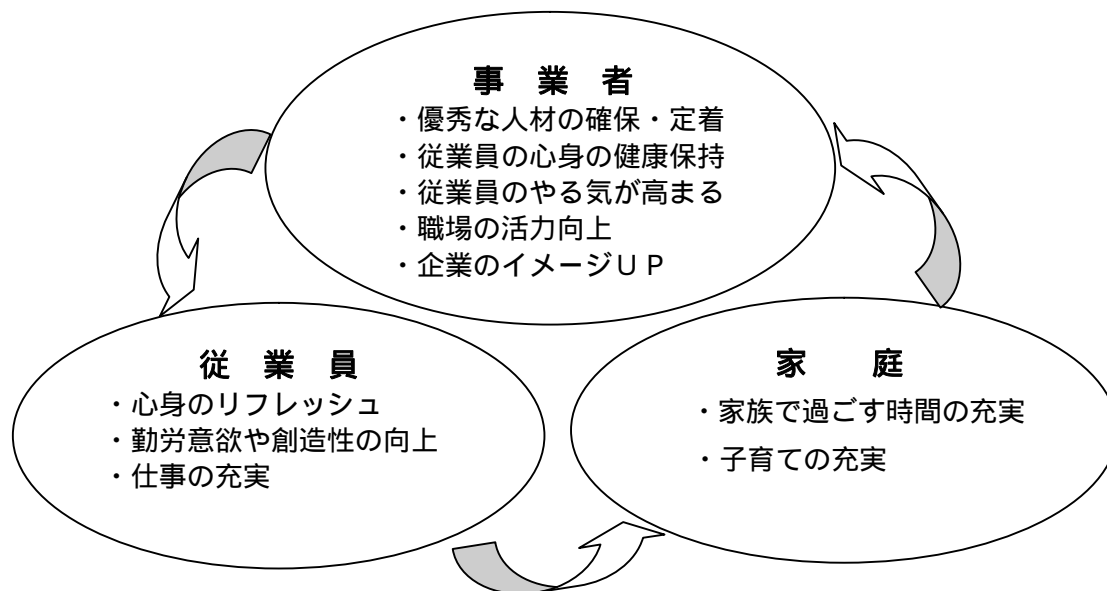 事 業 者
・優秀な人材の確保・定着
・従業員の心身の健康保持
・従業員のやる気が高まる
・職場の活力向上
・企業のイメージUP
従 業 員
・心身のリフレッシュ
・勤労意欲や創造性の向上
・仕事の充実
家 庭
・家族で過ごす時間の充実
・子育ての充実